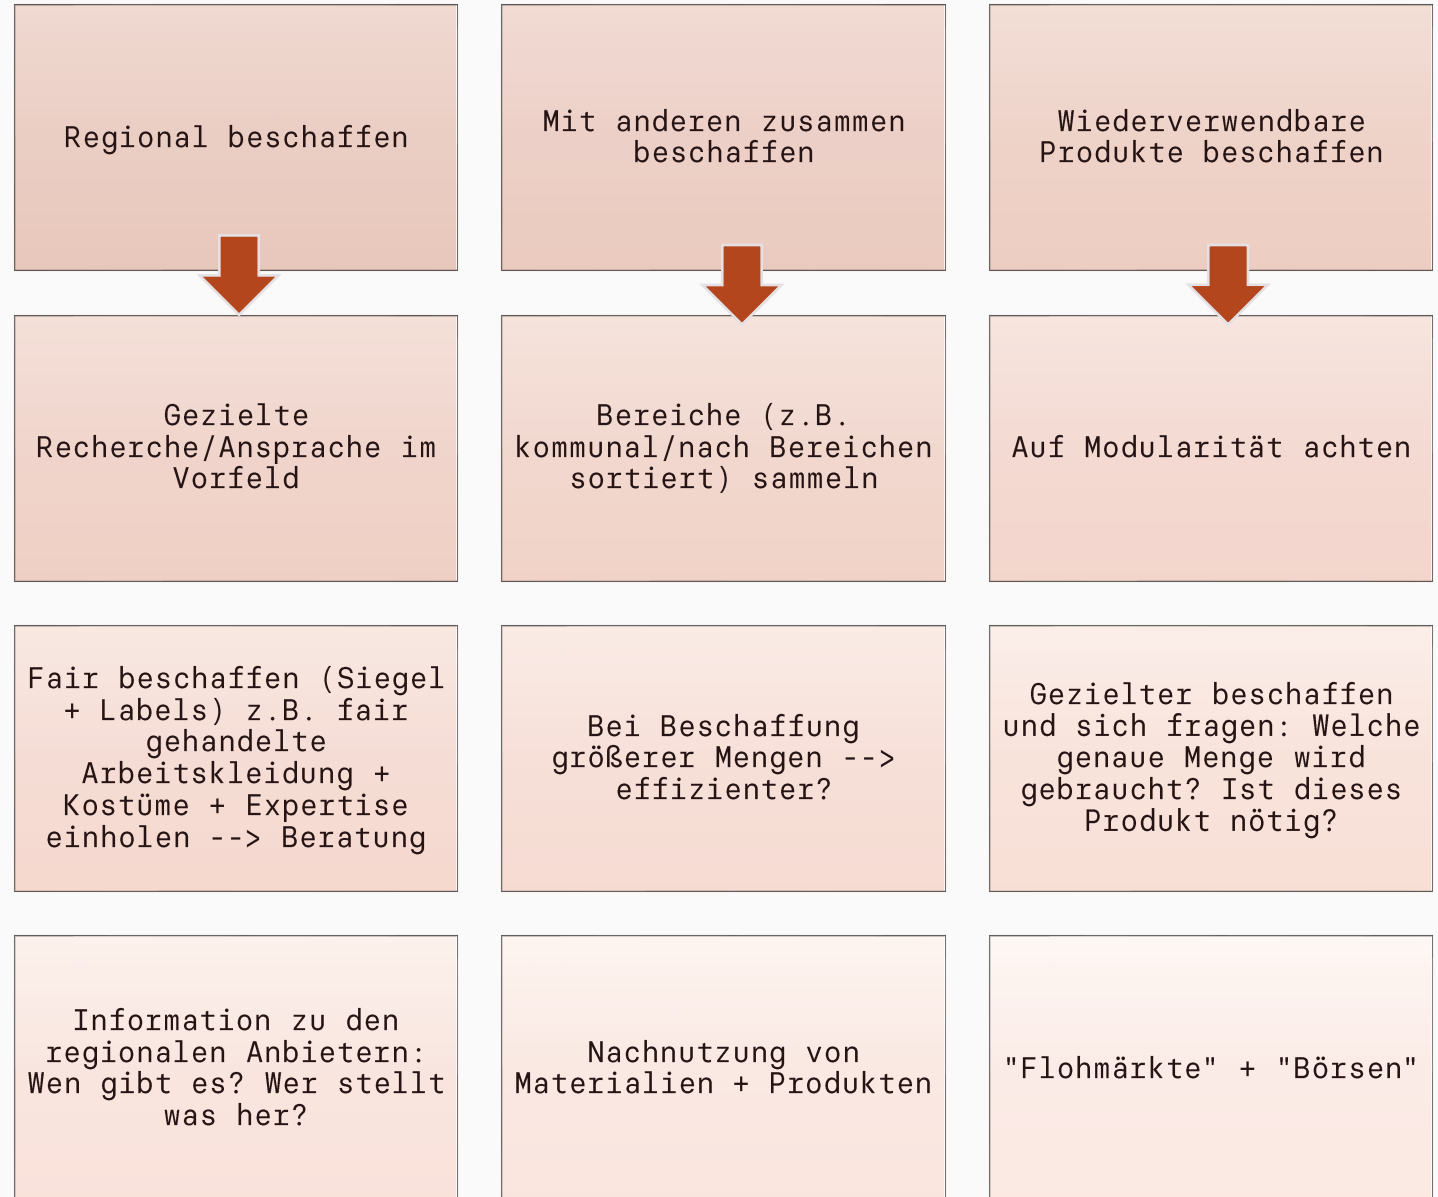 Regional beschaffen
Mit anderen zusammen
beschaffen
Wiederverwendbare
Produkte beschaffen
Gezielte
Recherche/Ansprache im
Vorfeld
Bereiche (z.B.
kommunal/nach Bereichen
sortiert) sammeln
Auf Modularität achten
Fair beschaffen (Siegel
+ Labels) z.B. fair
gehandelte
Arbeitskleidung +
Kostüme + Expertise
einholen --> Beratung
Bei Beschaffung
größerer Mengen -->
effizienter?
Gezielter beschaffen
und sich fragen: Welche
genaue Menge wird
gebraucht? Ist dieses
Produkt nötig?
Information zu den
regionalen Anbietern:
Wen gibt es? Wer stellt
was her?
Nachnutzung von
Materialien + Produkten
"Flohmärkte" + "Börsen"